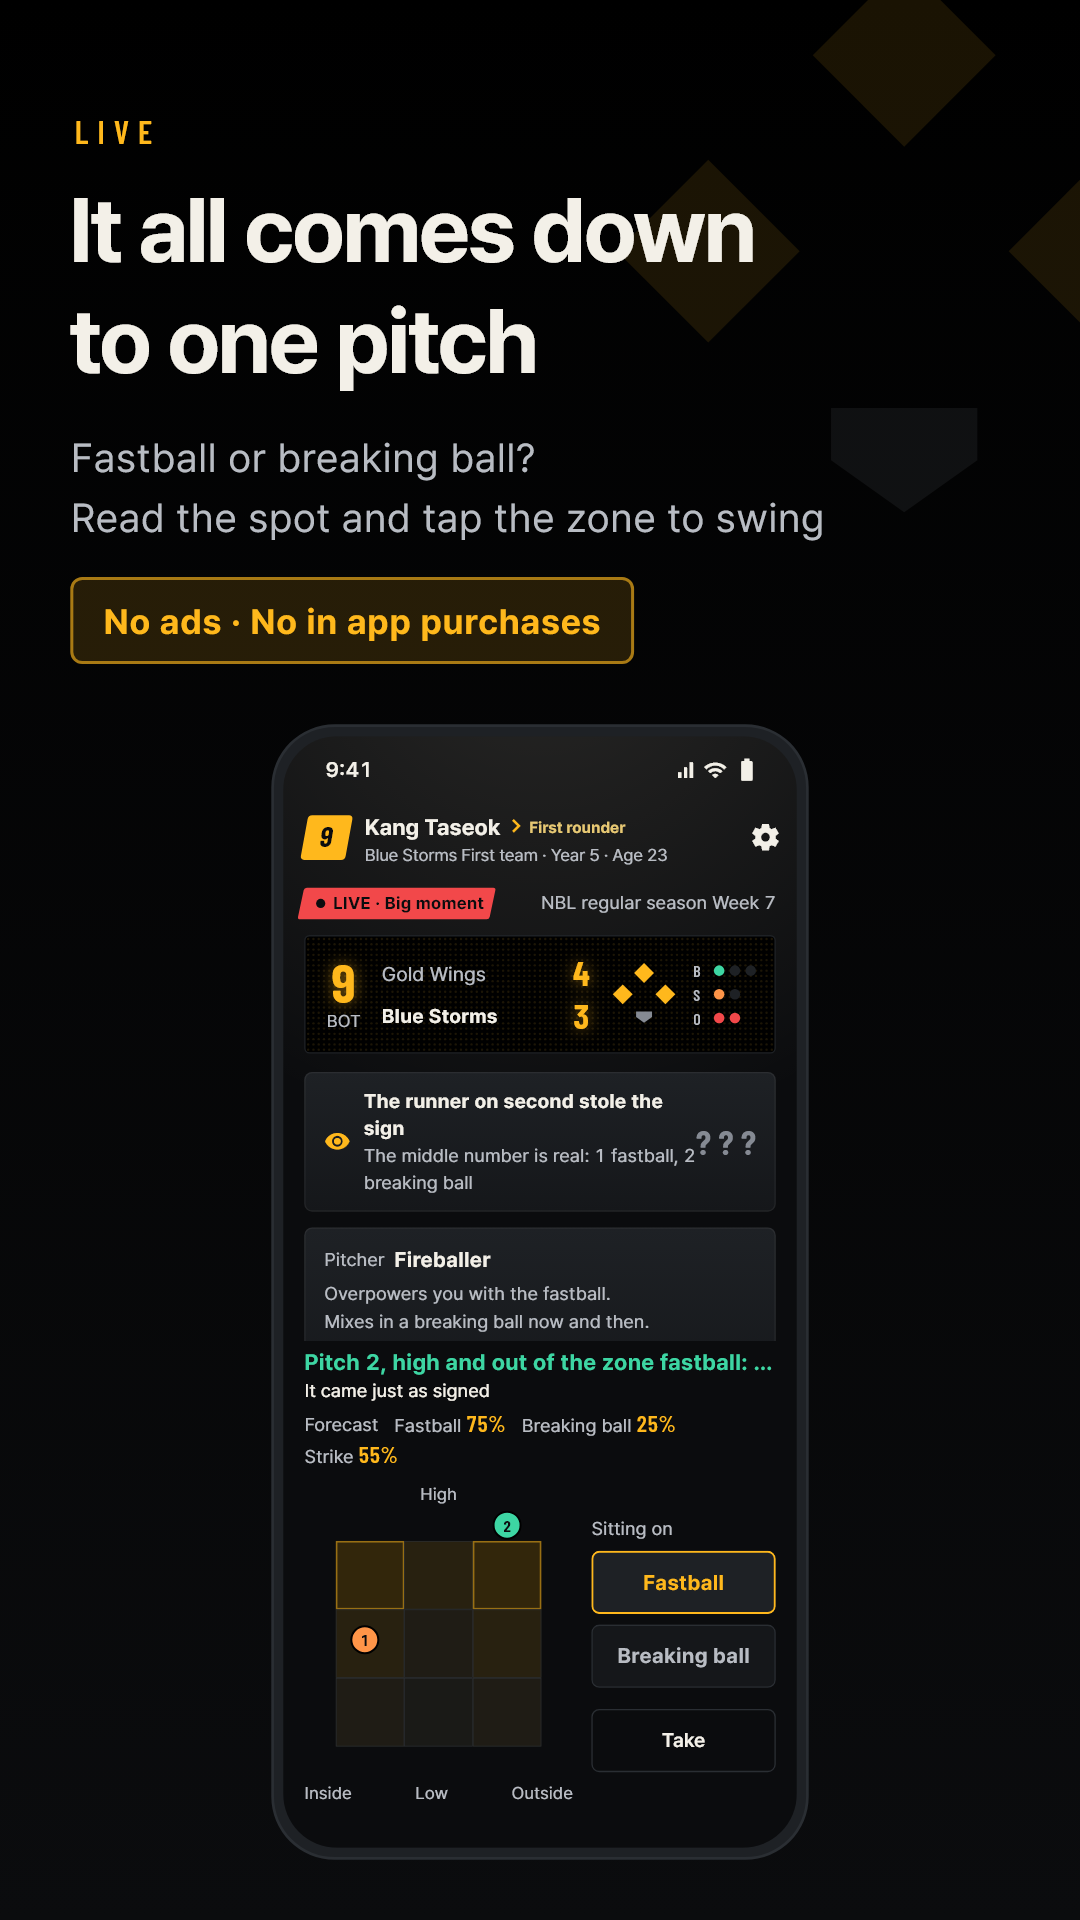 LIVE
It all comes down
to one pitch
Fastball or breaking ball?
Read the spot and tap the zone to swing
No ads · No in app purchases
9:41
9 Kang Taseok > First rounder
Blue Storms First team · Year 5 · Age 23
LIVE · Big moment
NBL regular season Week 7
9
BOT
Gold Wings 4
Blue Storms 3
B
S
O
The runner on second stole the
sign
The middle number is real: 1 fastball, 2
breaking ball
? ? ?
Pitcher Fireballer
Overpowers you with the fastball.
Mixes in a breaking ball now and then.
Pitch 2, high and out of the zone fastball: ...
It came just as signed
Forecast Fastball 75% Breaking ball 25%
Strike 55%
High
2
1
Inside Low Outside
Sitting on
Fastball
Breaking ball
Take